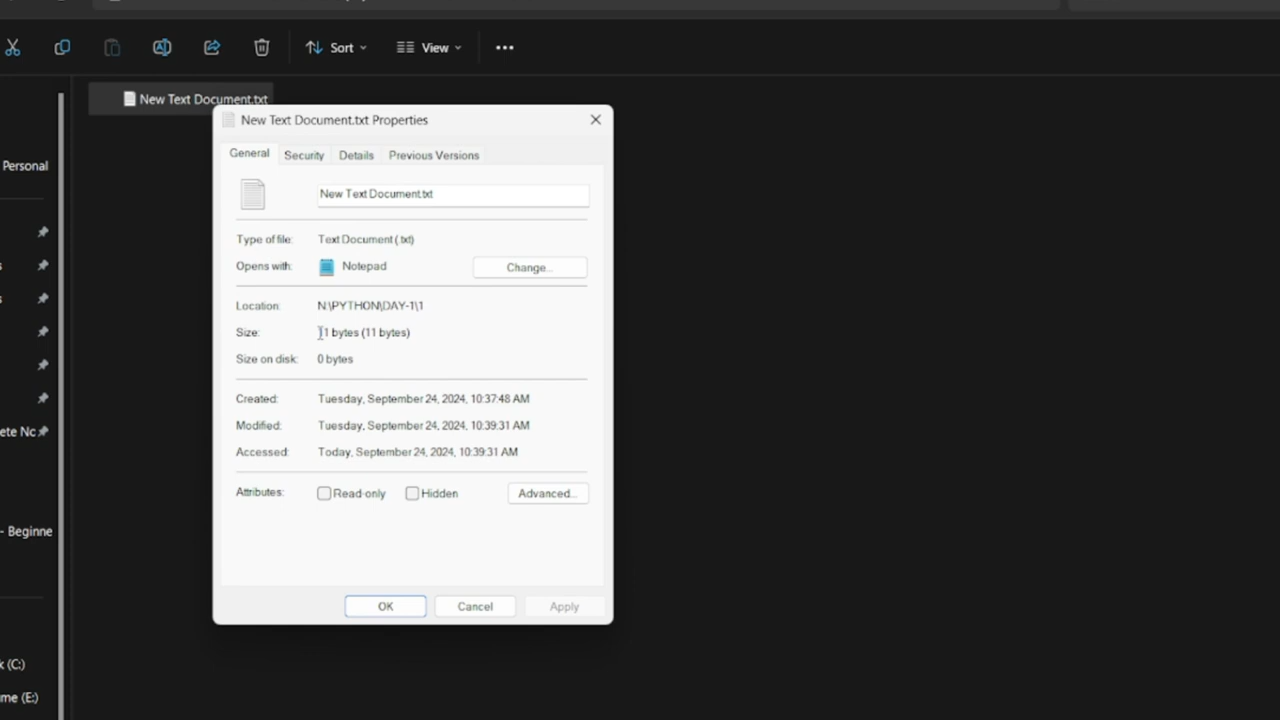 Sort
View
New Text Document.txt
New Text Document.txt Properties
General Security Details Previous Versions
New Text Document.txt
Type of file: Text Document (.txt)
Opens with: Notepad Change...
Location: N:\PYTHON\DAY-1\1
Size: 11 bytes (11 bytes)
Size on disk: 0 bytes
Created: Tuesday, September 24, 2024, 10:37:48 AM
Modified: Tuesday, September 24, 2024, 10:39:31 AM
Accessed: Today, September 24, 2024, 10:39:31 AM
Attributes: Read-only Hidden Advanced...
OK Cancel Apply
Personal
s
s
ete Nc
- Beginne
k (C:)
me (E:)